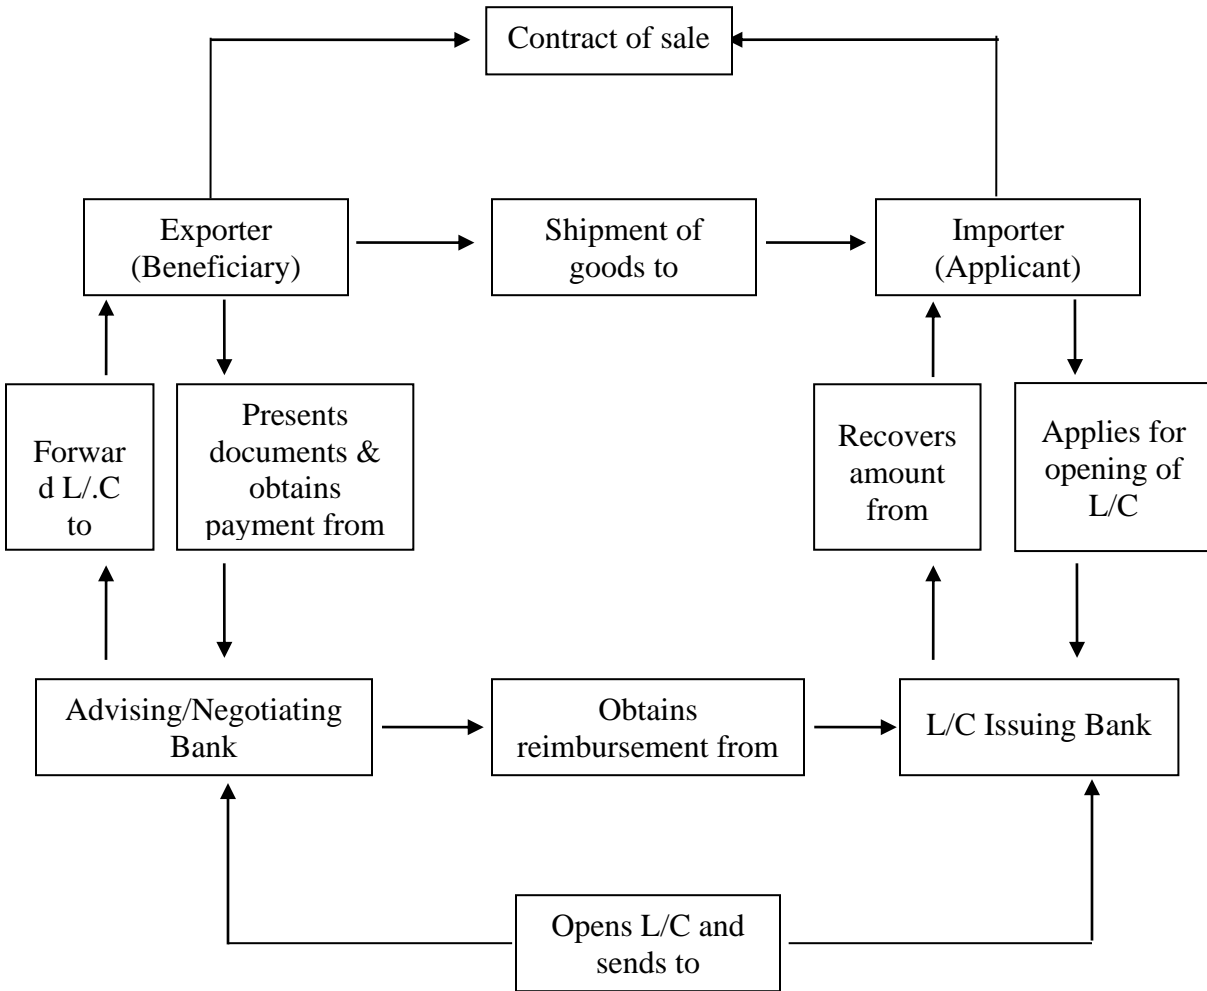 Contract of sale
Exporter
(Beneficiary)
Shipment of
goods to
Importer
(Applicant)
Forwar
d L/.C
to
Presents
documents &
obtains
payment from
Recovers
amount
from
Applies for
opening of
L/C
Advising/Negotiating
Bank
Obtains
reimbursement from
L/C Issuing Bank
Opens L/C and
sends to